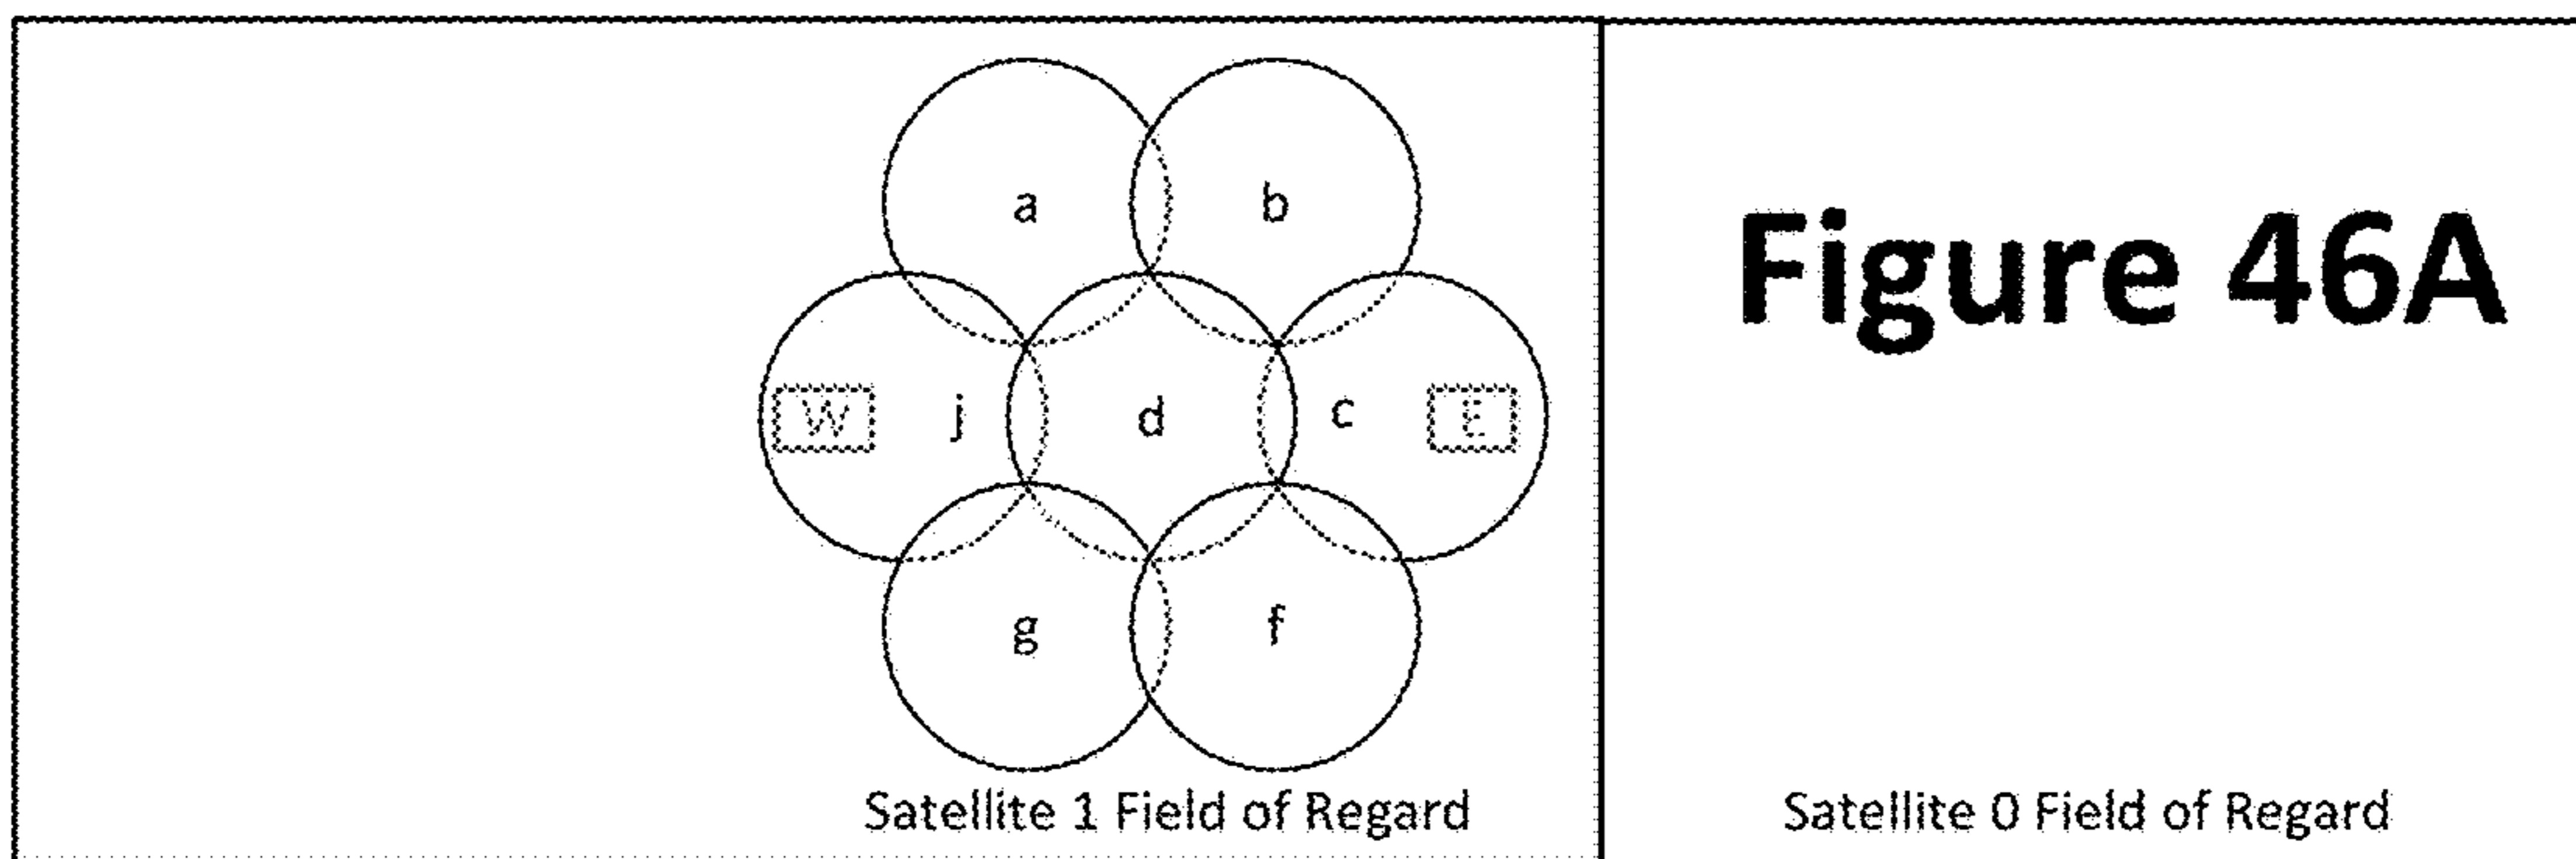 a b
Figure 46A
W j d c E
g f
Satellite 1 Field of Regard
Satellite 0 Field of Regard